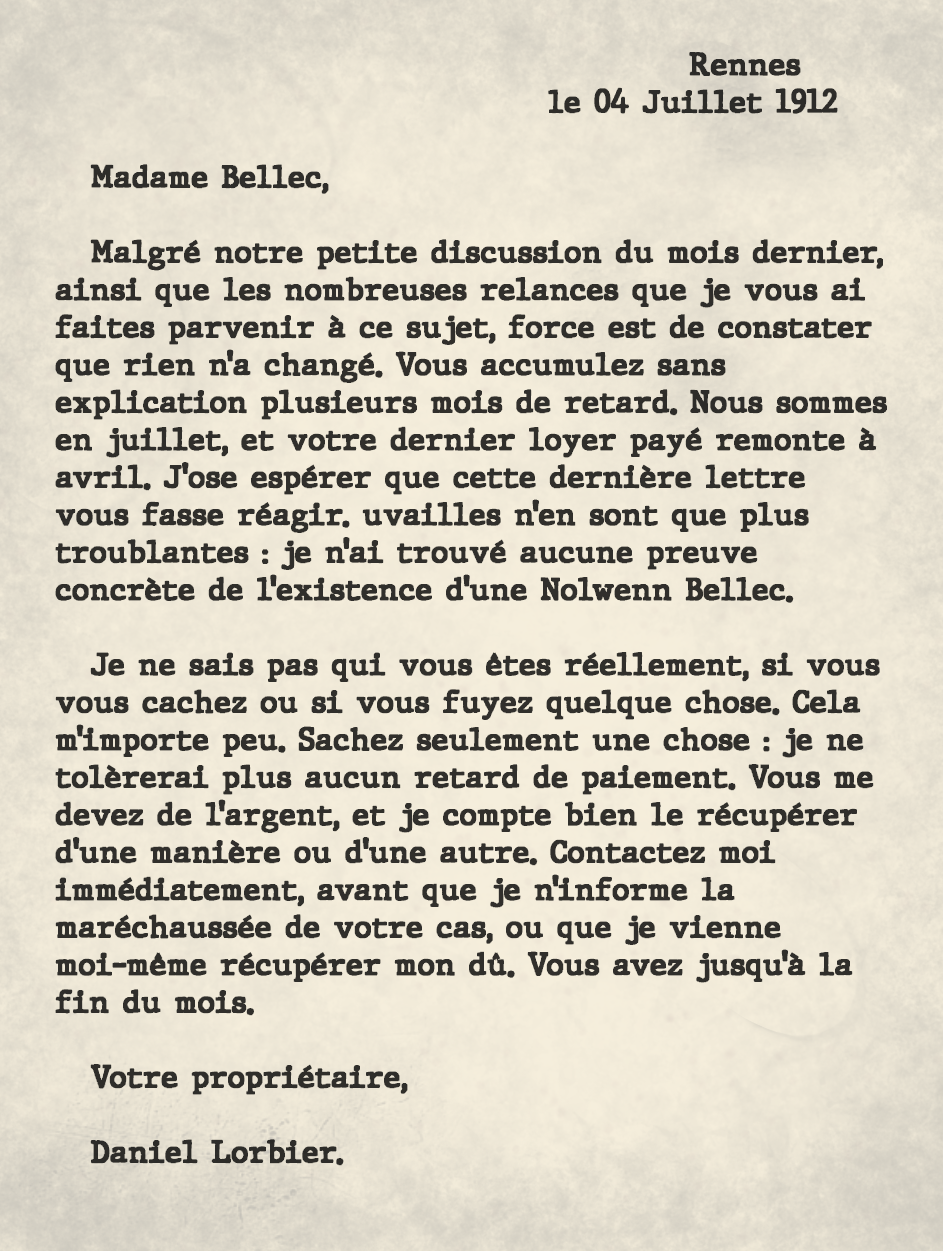 Rennes
le 04 Juillet 1912
Madame Bellec,
Malgré notre petite discussion du mois dernier,
ainsi que les nombreuses relances que je vous ai
faites parvenir à ce sujet, force est de constater
que rien n'a changé. Vous accumulez sans
explication plusieurs mois de retard. Nous sommes
en juillet, et votre dernier loyer payé remonte à
avril. J'ose espérer que cette dernière lettre
vous fasse réagir. uvailles n'en sont que plus
troublantes : je n'ai trouvé aucune preuve
concrète de l'existence d'une Nolwenn Bellec.
Je ne sais pas qui vous êtes réellement, si vous
vous cachez ou si vous fuyez quelque chose. Cela
m'importe peu. Sachez seulement une chose : je ne
tolèrerai plus aucun retard de paiement. Vous me
devez de l'argent, et je compte bien le récupérer
d'une manière ou d'une autre. Contactez moi
immédiatement, avant que je n'informe la
maréchaussée de votre cas, ou que je vienne
moi-même récupérer mon dû. Vous avez jusqu'à la
fin du mois.
Votre propriétaire,
Daniel Lorbier.